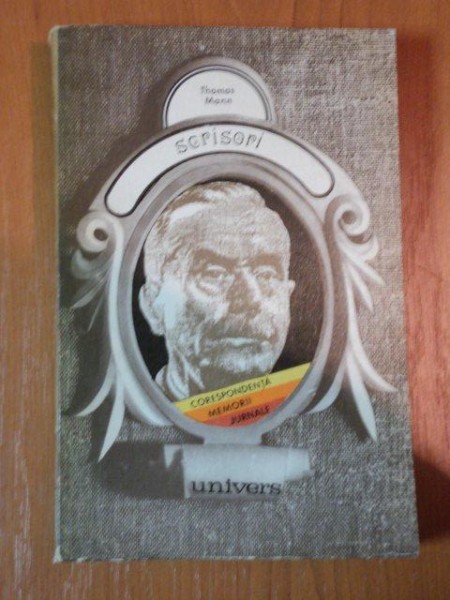 Thomas
Mann
scrisori
CORESPONDENȚĂ
MEMORII
JURNALE
univers